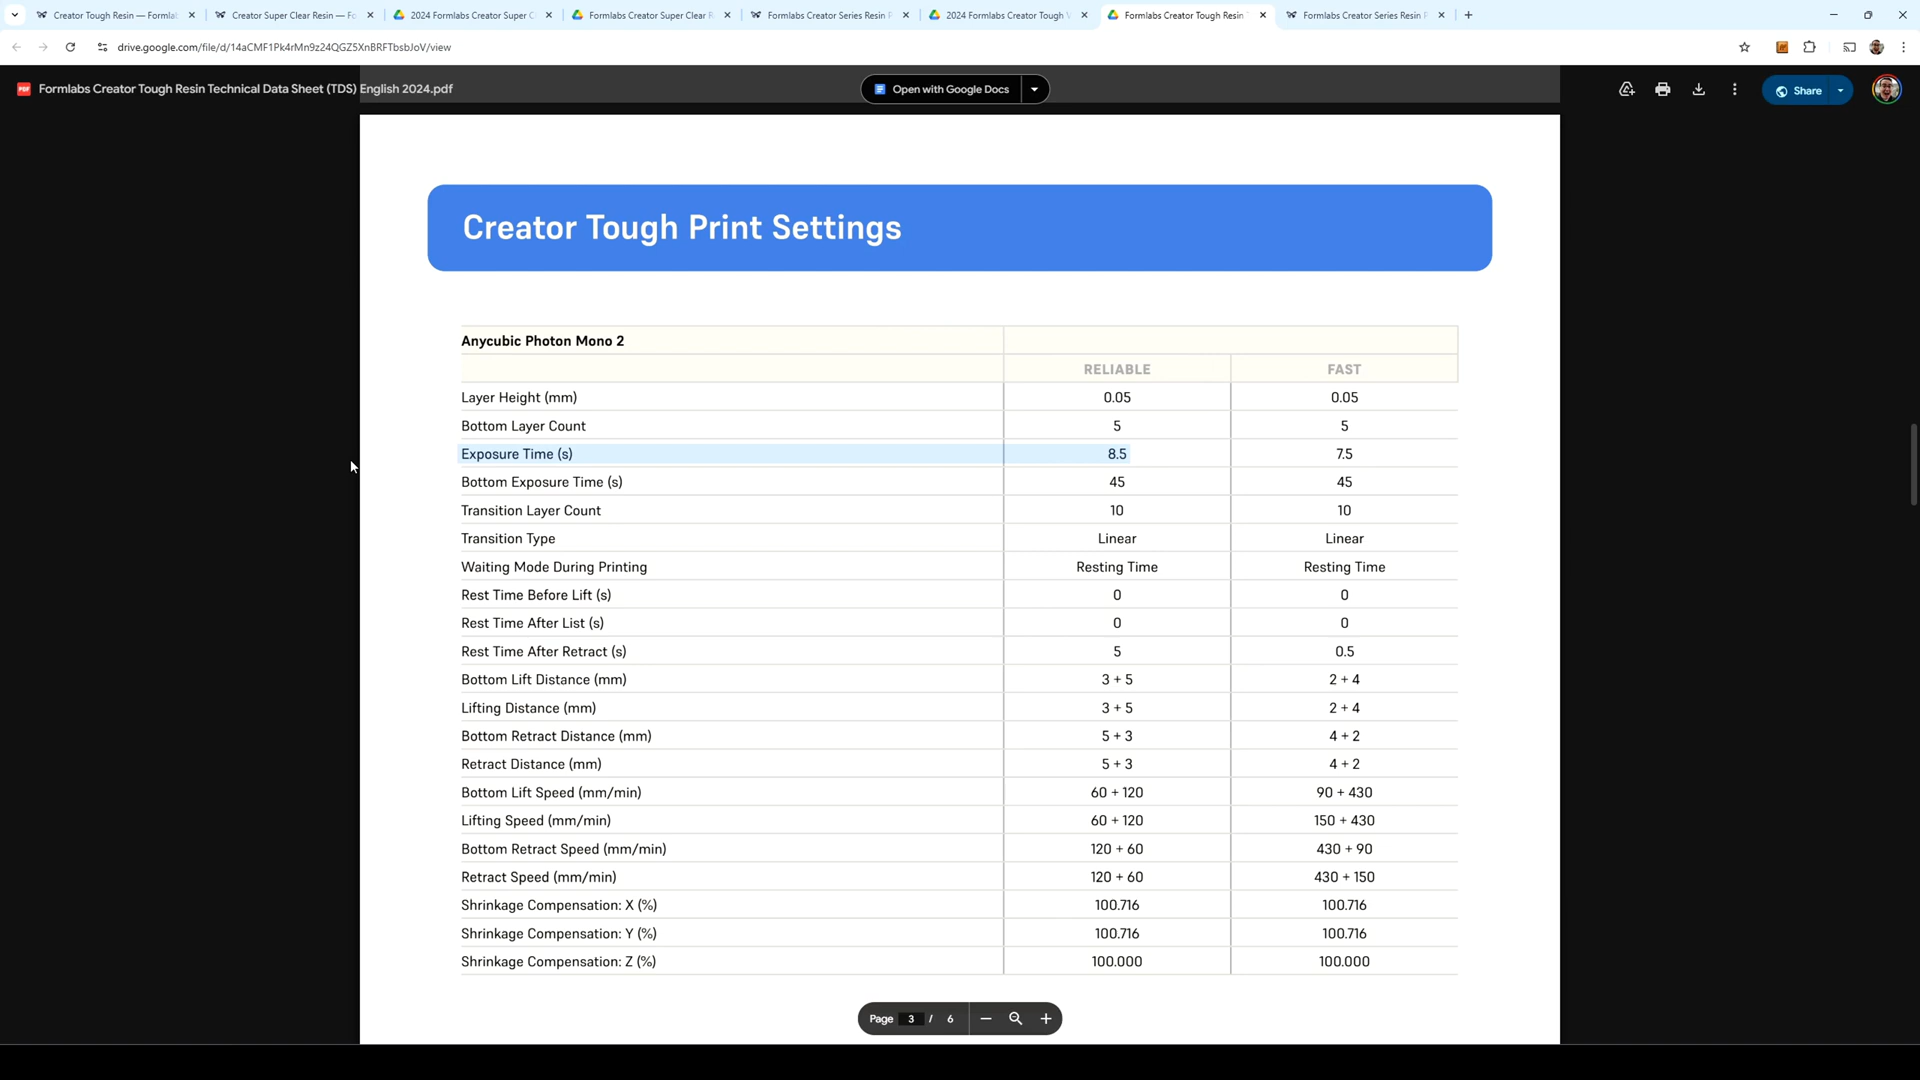 Creator Tough Resin — Formlab
Creator Super Clear Resin — Fo
2024 Formlabs Creator Super C
Formlabs Creator Super Clear R
Formlabs Creator Series Resin P
2024 Formlabs Creator Tough V
Formlabs Creator Tough Resin
Formlabs Creator Series Resin P
drive.google.com/file/d/14aCMF1Pk4rMn9z24QGZ5XnBRFTbsbJoV/view
PDF
Formlabs Creator Tough Resin Technical Data Sheet (TDS) English 2024.pdf
Open with Google Docs
Share
Creator Tough Print Settings
Anycubic Photon Mono 2
RELIABLE FAST
Layer Height (mm) 0.05 0.05
Bottom Layer Count 5 5
Exposure Time (s) 8.5 7.5
Bottom Exposure Time (s) 45 45
Transition Layer Count 10 10
Transition Type Linear Linear
Waiting Mode During Printing Resting Time Resting Time
Rest Time Before Lift (s) 0 0
Rest Time After List (s) 0 0
Rest Time After Retract (s) 5 0.5
Bottom Lift Distance (mm) 3 + 5 2 + 4
Lifting Distance (mm) 3 + 5 2 + 4
Bottom Retract Distance (mm) 5 + 3 4 + 2
Retract Distance (mm) 5 + 3 4 + 2
Bottom Lift Speed (mm/min) 60 + 120 90 + 430
Lifting Speed (mm/min) 60 + 120 150 + 430
Bottom Retract Speed (mm/min) 120 + 60 430 + 90
Retract Speed (mm/min) 120 + 60 430 + 150
Shrinkage Compensation: X (%) 100.716 100.716
Shrinkage Compensation: Y (%) 100.716 100.716
Shrinkage Compensation: Z (%) 100.000 100.000
Page 3 / 6